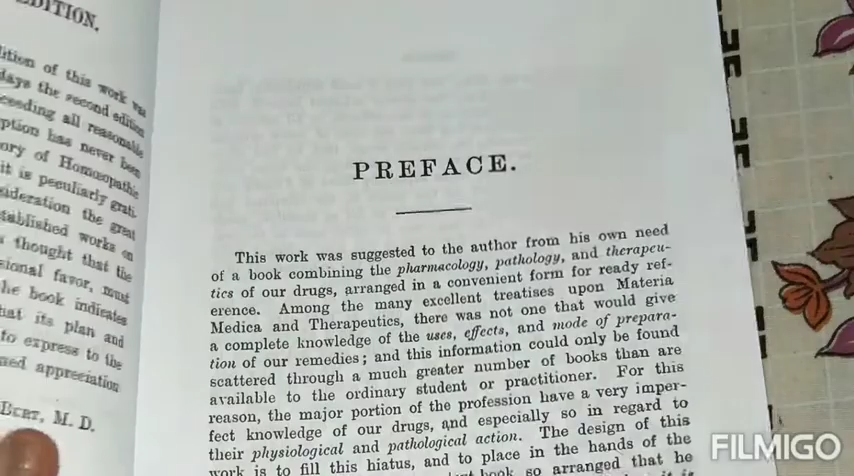 EDITION.
ition of this work was
days the second edition
ceeding all reasonable
ption has never been
ory of Homœopathic
it is peculiarly grati-
sideration the great
tablished works on
thought that the
sional favor, must
he book indicates
hat its plan and
to express to the
ned appreciation
BURT, M. D.
PREFACE.
This work was suggested to the author from his own need
of a book combining the pharmacology, pathology, and therapeu-
tics of our drugs, arranged in a convenient form for ready ref-
erence. Among the many excellent treatises upon Materia
Medica and Therapeutics, there was not one that would give
a complete knowledge of the uses, effects, and mode of prepara-
tion of our remedies; and this information could only be found
scattered through a much greater number of books than are
available to the ordinary student or practitioner. For this
reason, the major portion of the profession have a very imper-
fect knowledge of our drugs, and especially so in regard to
their physiological and pathological action. The design of this
work is to fill this hiatus, and to place in the hands of the
book so arranged that he
it is
FILMIGO